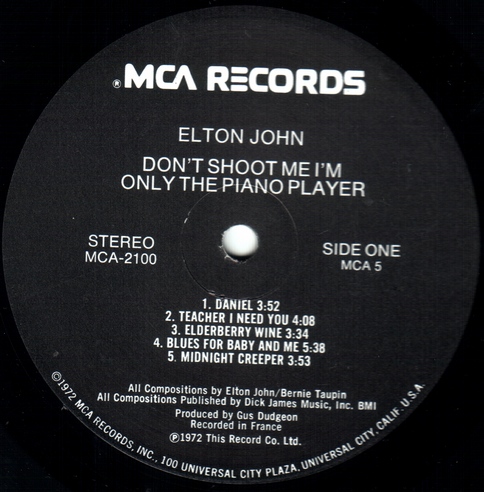 ® MCA RECORDS
ELTON JOHN
DON'T SHOOT ME I'M
ONLY THE PIANO PLAYER
STEREO
MCA-2100
SIDE ONE
MCA 5
1. DANIEL 3:52
2. TEACHER I NEED YOU 4:08
3. ELDERBERRY WINE 3:34
4. BLUES FOR BABY AND ME 5:38
5. MIDNIGHT CREEPER 3:53
All Compositions by Elton John/Bernie Taupin
All Compositions Published by Dick James Music, Inc. BMI
Produced by Gus Dudgeon
Recorded in France
℗1972 This Record Co. Ltd.
©1972 MCA RECORDS, INC., 100 UNIVERSAL CITY PLAZA, UNIVERSAL CITY, CALIF. U.S.A.